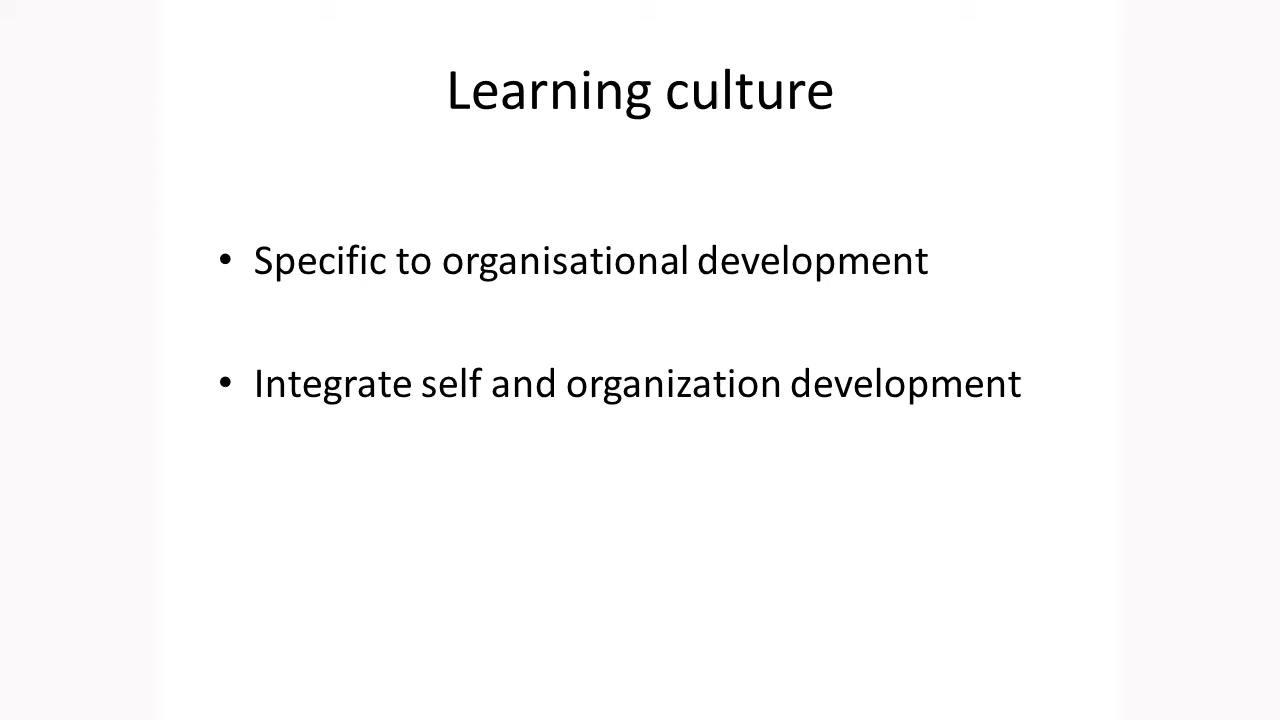 Learning culture
• Specific to organisational development
• Integrate self and organization development